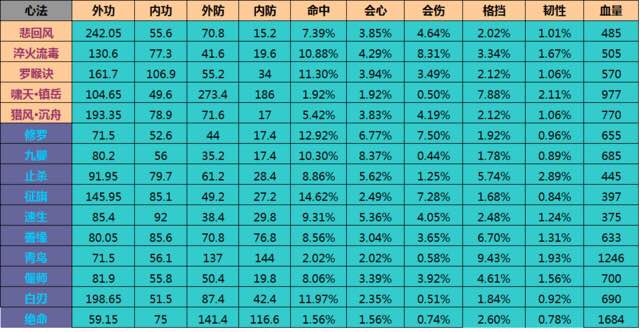 心法 外功 内功 外防 内防 命中 会心 会伤 格挡 韧性 血量
悲回风 242.05 55.6 70.8 15.2 7.39% 3.85% 4.64% 2.02% 1.01% 485
淬火流毒 130.6 77.3 41.6 19.6 10.88% 4.29% 8.31% 3.34% 1.67% 505
罗睺诀 161.7 106.9 55.2 34 11.30% 3.94% 3.49% 2.12% 1.06% 570
啸天·镇岳 104.65 49.6 273.4 186 1.92% 1.92% 0.50% 7.88% 2.11% 977
猎风·沉舟 193.35 78.9 71.6 17 5.42% 3.83% 4.19% 2.12% 1.06% 770
修罗 71.5 52.6 44 17.4 12.92% 6.77% 7.50% 1.92% 0.96% 655
九卿 80.2 56 35.2 17.4 10.30% 8.37% 0.44% 1.78% 0.89% 685
止杀 91.95 79.7 61.2 28.4 8.86% 5.62% 1.25% 5.74% 2.89% 445
征旗 145.95 85.1 49.2 27.2 14.62% 2.49% 7.28% 1.68% 0.84% 397
速生 85.4 92 38.4 29.8 9.31% 5.36% 4.05% 2.48% 1.24% 375
善缘 80.05 85.6 70.8 76.8 8.56% 3.04% 3.65% 6.70% 1.31% 633
青鸟 71.5 56.1 137 144 2.02% 2.02% 0.58% 9.43% 1.93% 1246
偃师 81.9 55.8 50.4 19.8 8.06% 3.39% 3.92% 4.61% 1.56% 700
白刃 198.65 51.5 87.4 42.4 11.97% 2.35% 0.51% 1.84% 0.92% 690
绝命 59.15 75 141.4 116.6 1.56% 1.56% 0.74% 2.60% 0.78% 1684